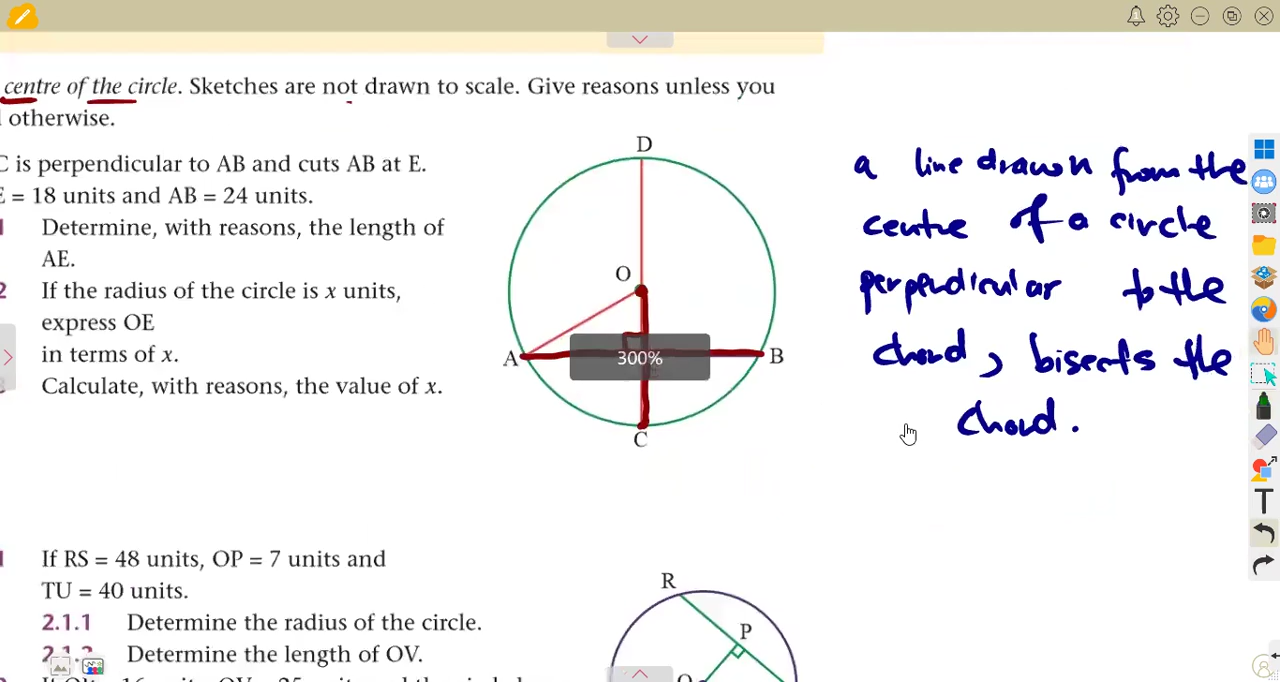 centre of the circle. Sketches are not drawn to scale. Give reasons unless you
otherwise.
C is perpendicular to AB and cuts AB at E.
= 18 units and AB = 24 units.
Determine, with reasons, the length of
AE.
2 If the radius of the circle is x units,
express OE
in terms of x.
Calculate, with reasons, the value of x.
D
O
A
B
C
300%
a line drawn from the
centre of a circle
perpendicular to the
chord, bisects the
chord.
If RS = 48 units, OP = 7 units and
TU = 40 units.
2.1.1 Determine the radius of the circle.
2.1.2 Determine the length of OV.
R
P
T